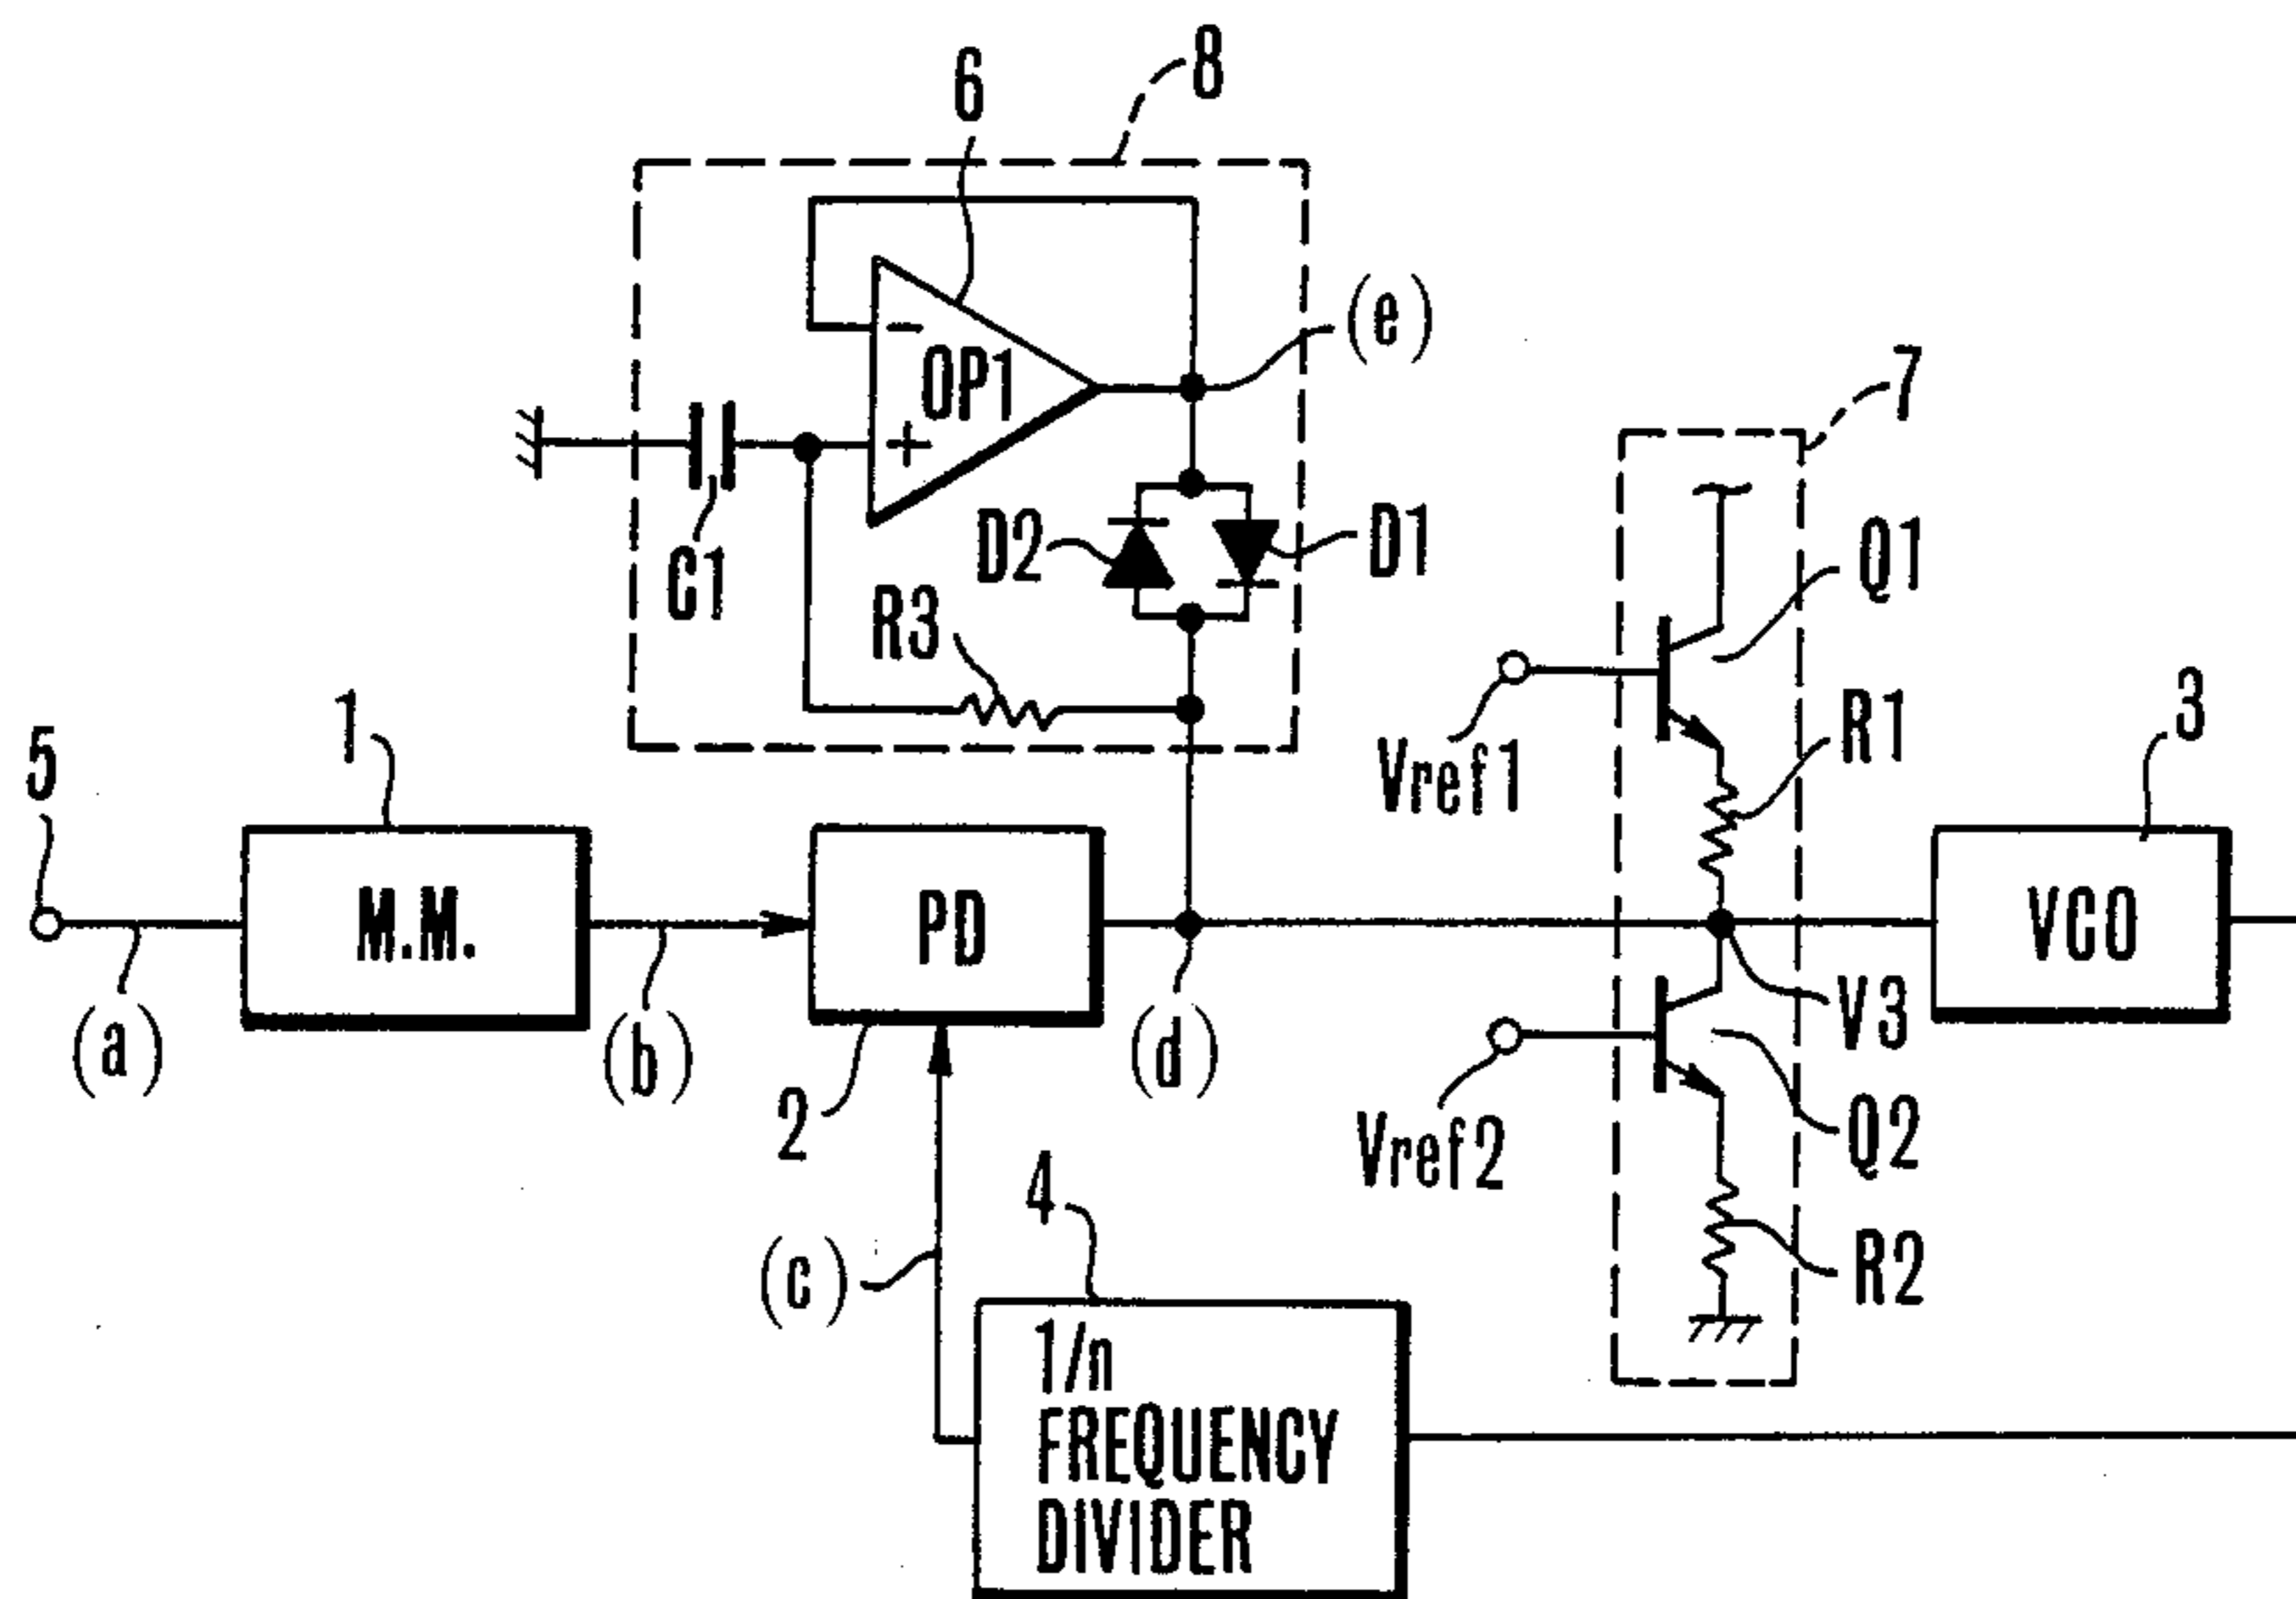 8
6
(e)
OP1
−
+
7
C1
D2
D1
Q1
R3
1
5
Vref1
R1
3
M.M.
PD
VCO
(a)
(b)
2
(d)
V3
Vref2
Q2
4
(c)
R2
1/n
FREQUENCY
DIVIDER